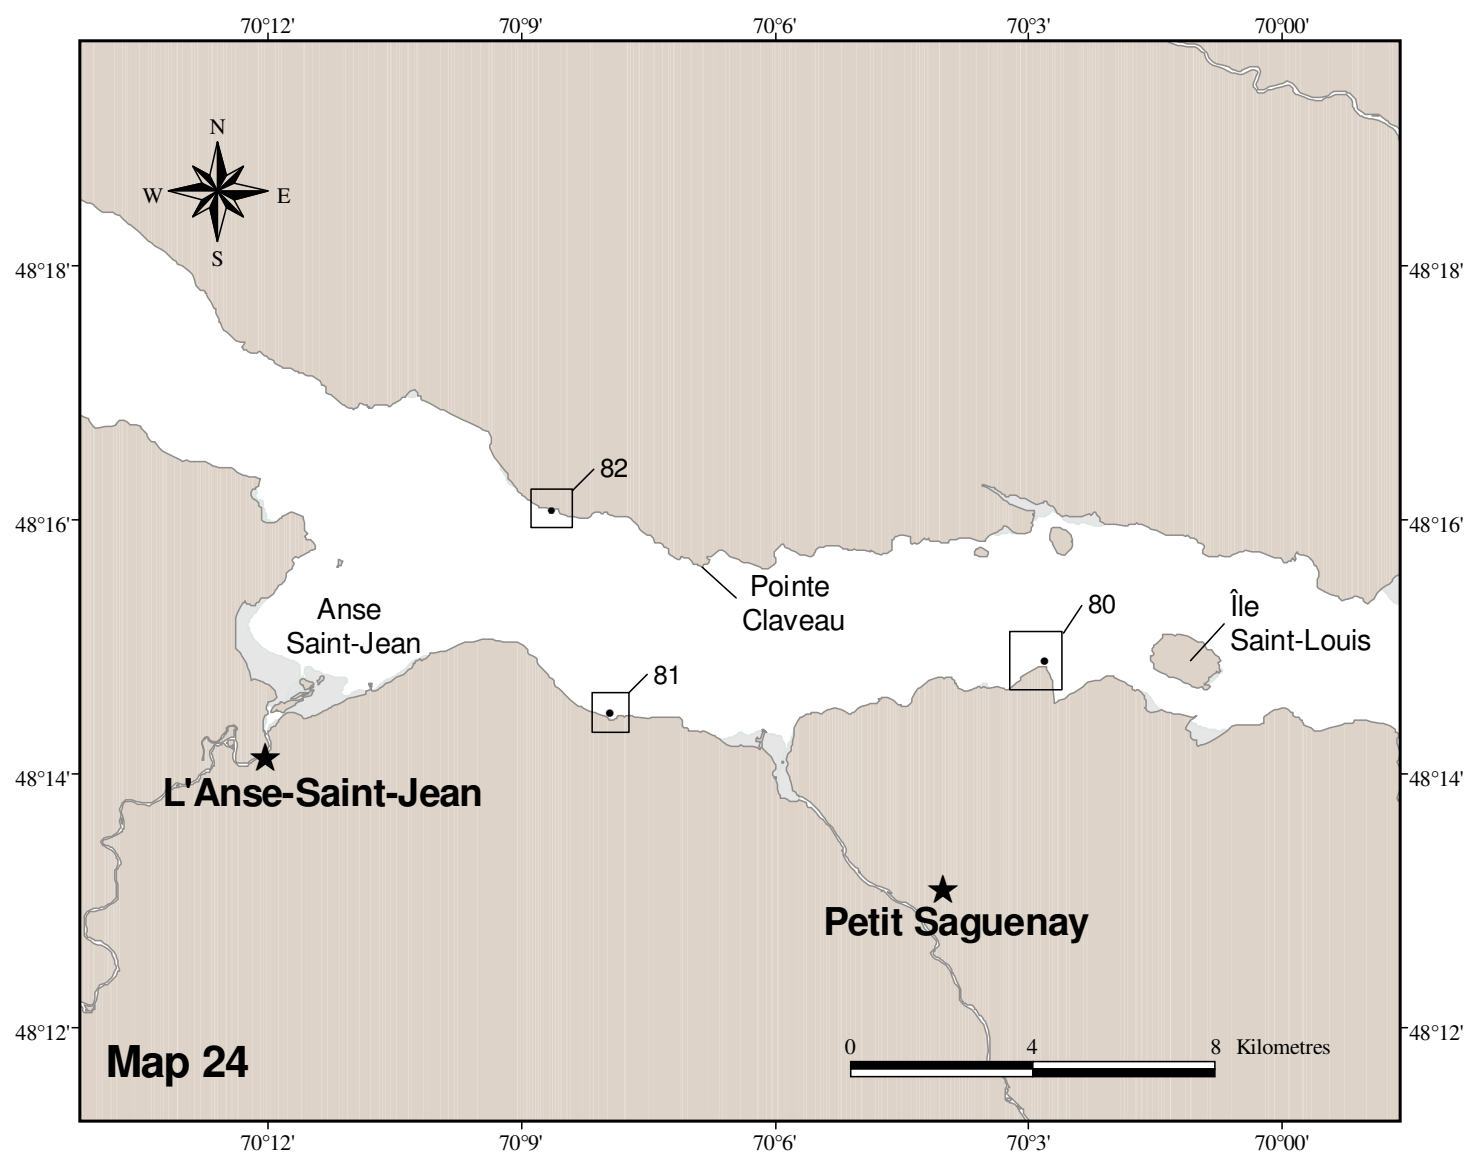 70°12' 70°9' 70°6' 70°3' 70°00'
N
W E
S
48°18' 48°18'
82
48°16' 48°16'
Pointe
Claveau
80
Île
Saint-Louis
Anse
Saint-Jean
81
48°14' 48°14'
L'Anse-Saint-Jean
Petit Saguenay
48°12' 48°12'
Map 24
0 4 8 Kilometres
70°12' 70°9' 70°6' 70°3' 70°00'